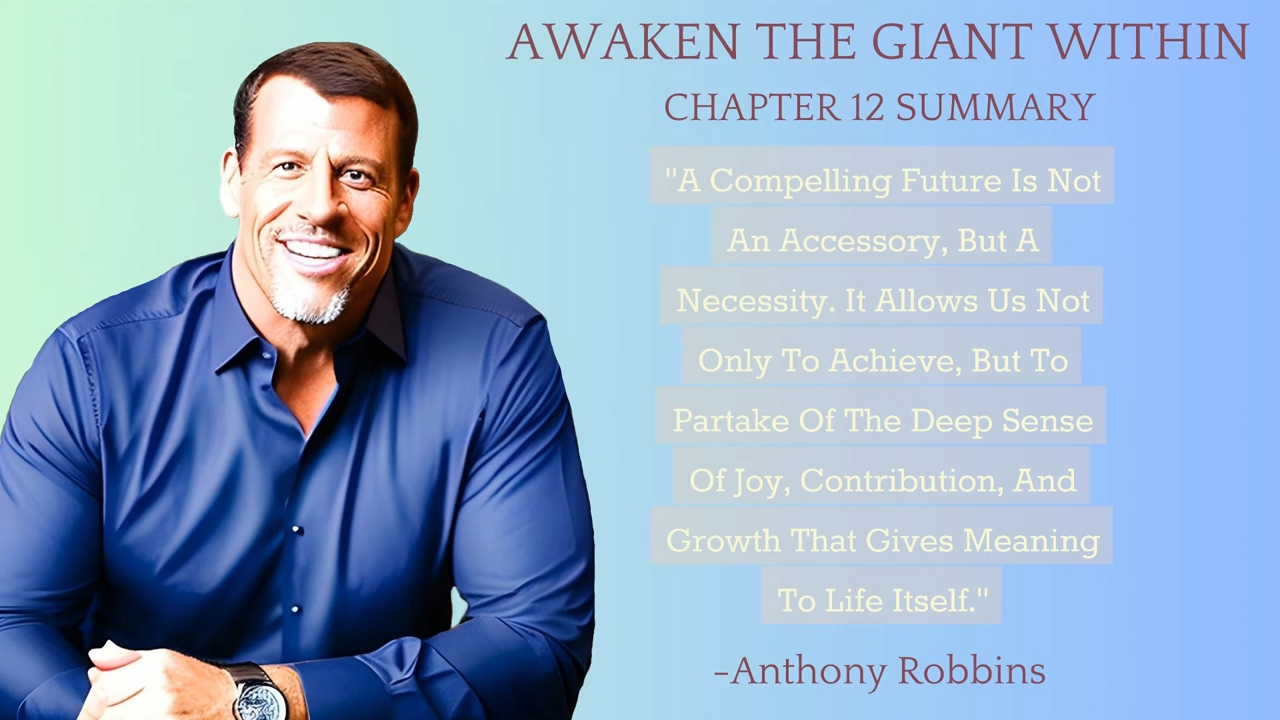 AWAKEN THE GIANT WITHIN
CHAPTER 12 SUMMARY
"A Compelling Future Is Not
An Accessory, But A
Necessity. It Allows Us Not
Only To Achieve, But To
Partake Of The Deep Sense
Of Joy, Contribution, And
Growth That Gives Meaning
To Life Itself."
–Anthony Robbins